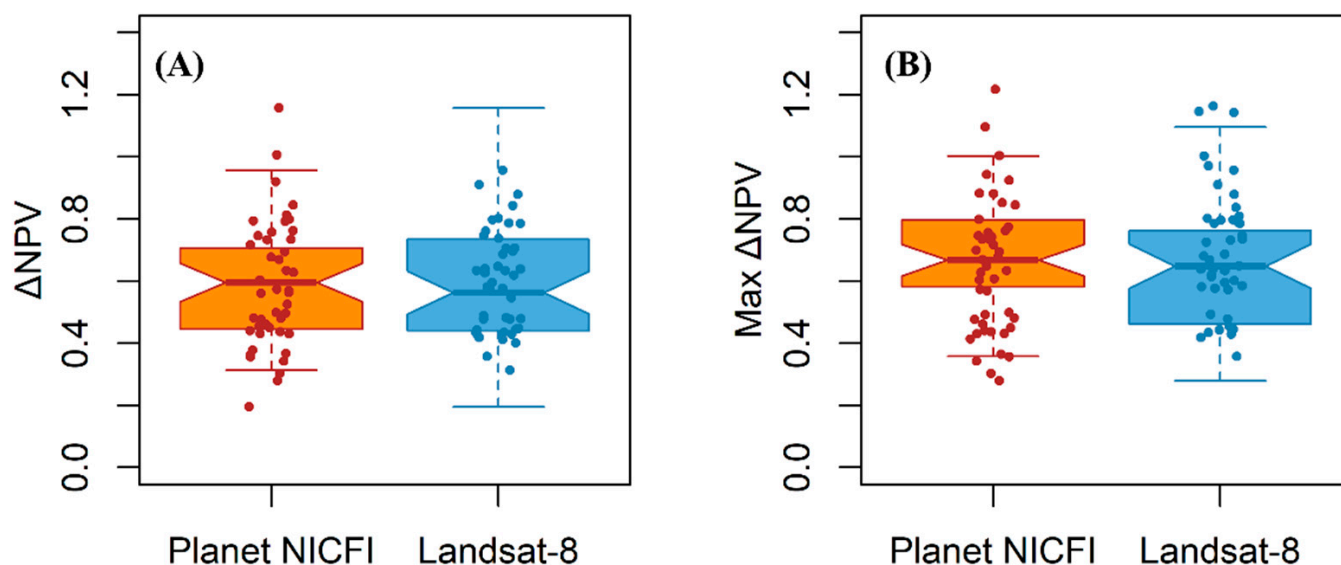 (A)
ΔNPV
1.2
0.8
0.4
0.0
Planet NICFI
Landsat-8
(B)
Max ΔNPV
1.2
0.8
0.4
0.0
Planet NICFI
Landsat-8